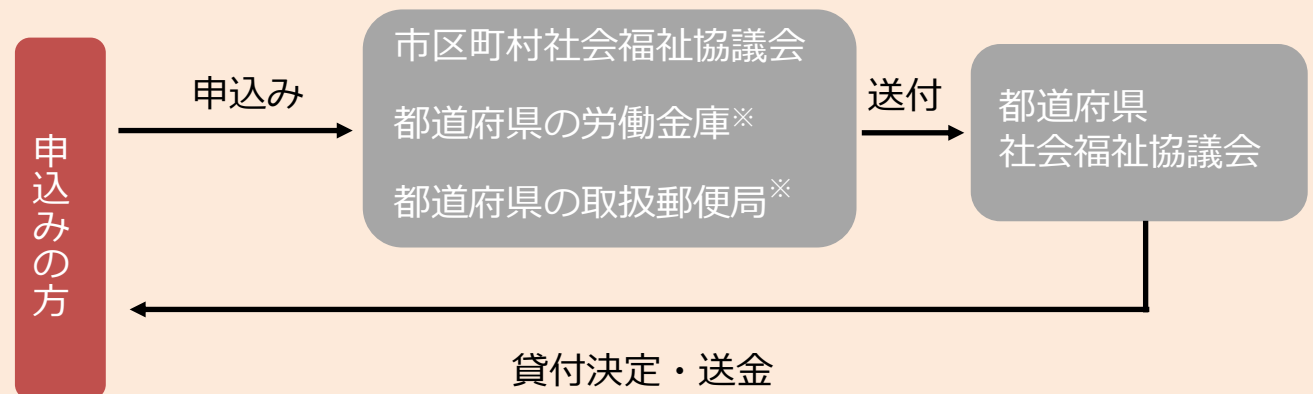 申込みの方
申込み
市区町村社会福祉協議会
都道府県の労働金庫※
都道府県の取扱郵便局※
送付
都道府県
社会福祉協議会
貸付決定・送金